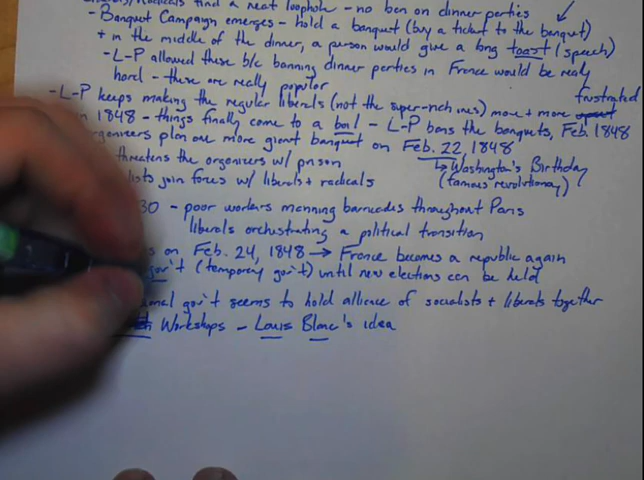 Radicals find a neat loophole - no ban on dinner parties
- Banquet Campaign emerges - hold a banquet (buy a ticket to the banquet)
+ in the middle of the dinner, a person would give a long toast (speech)
- L-P allowed these b/c banning dinner parties in France would be really
hard - these are really popular
- L-P keeps making the regular liberals (not the super-rich ones) more + more frustrated
in 1848 - things finally come to a boil - L-P bans the banquets, Feb. 1848
organizers plan one more giant banquet on Feb. 22, 1848
threatens the organizers w/ prison
↳ Washington's Birthday
(famous revolutionary)
join forces w/ liberals + radicals
30 - poor workers manning barricades throughout Paris
liberals orchestrating a political transition
on Feb. 24, 1848 → France becomes a republic again
gov't (temporary gov't) until new elections can be held
gov't seems to hold allience of socialists + liberals together
Workshops - Louis Blanc's idea